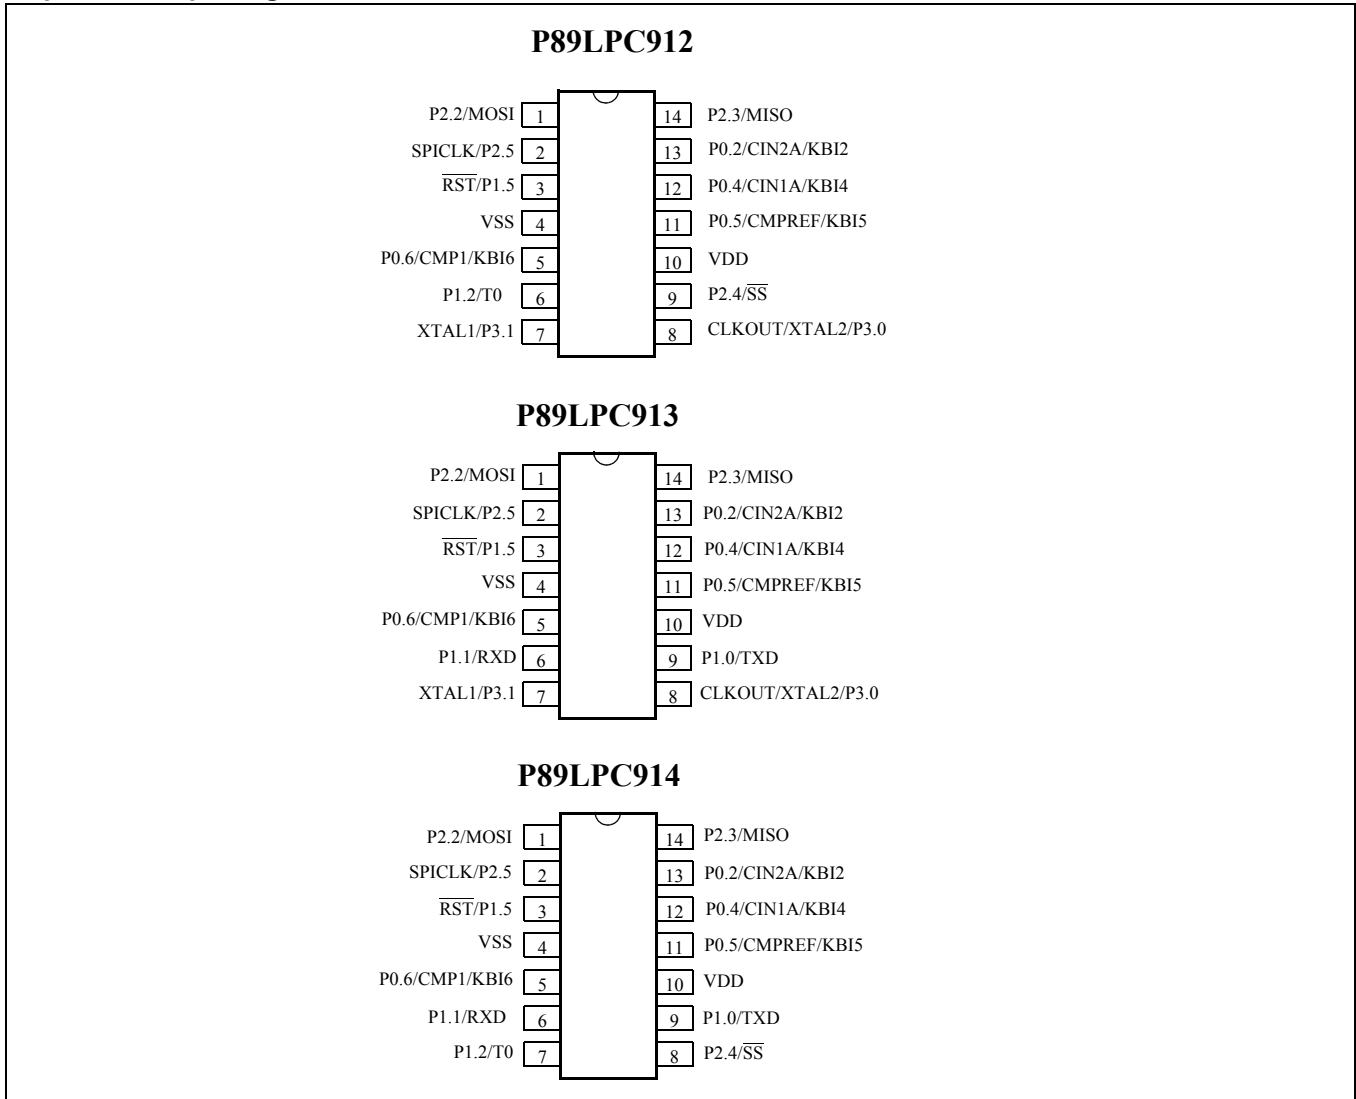 P89LPC912
P2.2/MOSI 1 14 P2.3/MISO
SPICLK/P2.5 2 13 P0.2/CIN2A/KBI2
RST/P1.5 3 12 P0.4/CIN1A/KBI4
VSS 4 11 P0.5/CMPREF/KBI5
P0.6/CMP1/KBI6 5 10 VDD
P1.2/T0 6 9 P2.4/SS
XTAL1/P3.1 7 8 CLKOUT/XTAL2/P3.0
P89LPC913
P2.2/MOSI 1 14 P2.3/MISO
SPICLK/P2.5 2 13 P0.2/CIN2A/KBI2
RST/P1.5 3 12 P0.4/CIN1A/KBI4
VSS 4 11 P0.5/CMPREF/KBI5
P0.6/CMP1/KBI6 5 10 VDD
P1.1/RXD 6 9 P1.0/TXD
XTAL1/P3.1 7 8 CLKOUT/XTAL2/P3.0
P89LPC914
P2.2/MOSI 1 14 P2.3/MISO
SPICLK/P2.5 2 13 P0.2/CIN2A/KBI2
RST/P1.5 3 12 P0.4/CIN1A/KBI4
VSS 4 11 P0.5/CMPREF/KBI5
P0.6/CMP1/KBI6 5 10 VDD
P1.1/RXD 6 9 P1.0/TXD
P1.2/T0 7 8 P2.4/SS